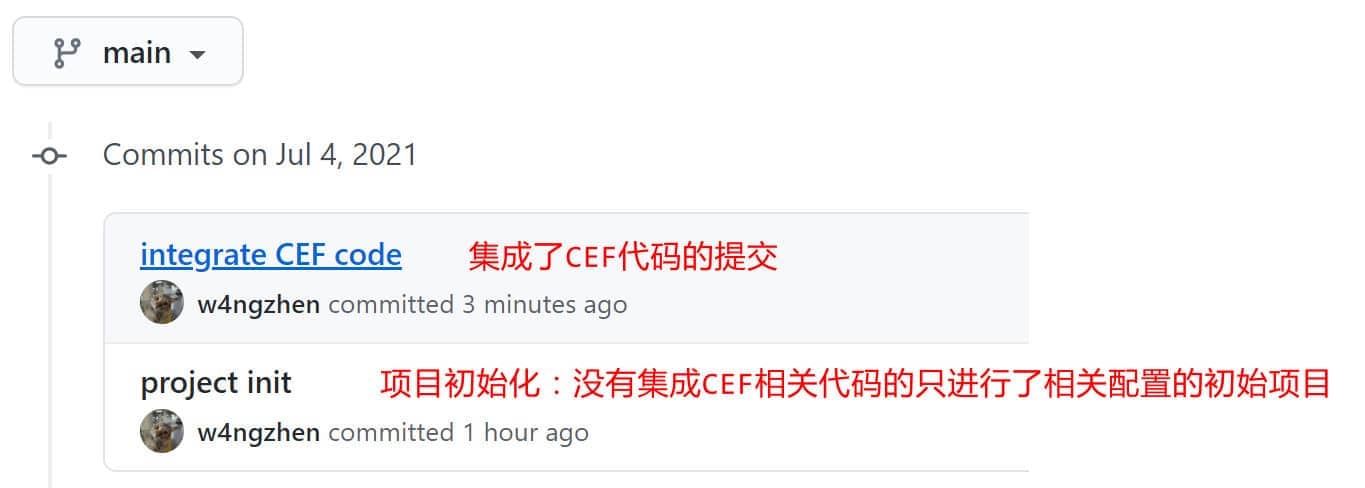 main
Commits on Jul 4, 2021
integrate CEF code 集成了CEF代码的提交
w4ngzhen committed 3 minutes ago
project init 项目初始化：没有集成CEF相关代码的只进行了相关配置的初始项目
w4ngzhen committed 1 hour ago